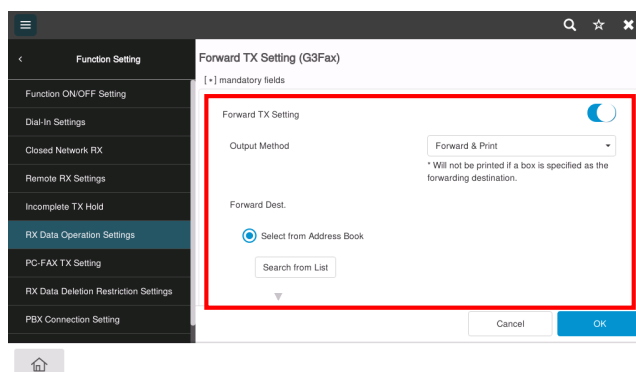 Function Setting
Forward TX Setting (G3Fax)
[*] mandatory fields
Function ON/OFF Setting
Dial-In Settings
Closed Network RX
Remote RX Settings
Incomplete TX Hold
RX Data Operation Settings
PC-FAX TX Setting
RX Data Deletion Restriction Settings
PBX Connection Setting
Forward TX Setting
Output Method
Forward & Print
* Will not be printed if a box is specified as the
forwarding destination.
Forward Dest.
Select from Address Book
Search from List
Cancel
OK